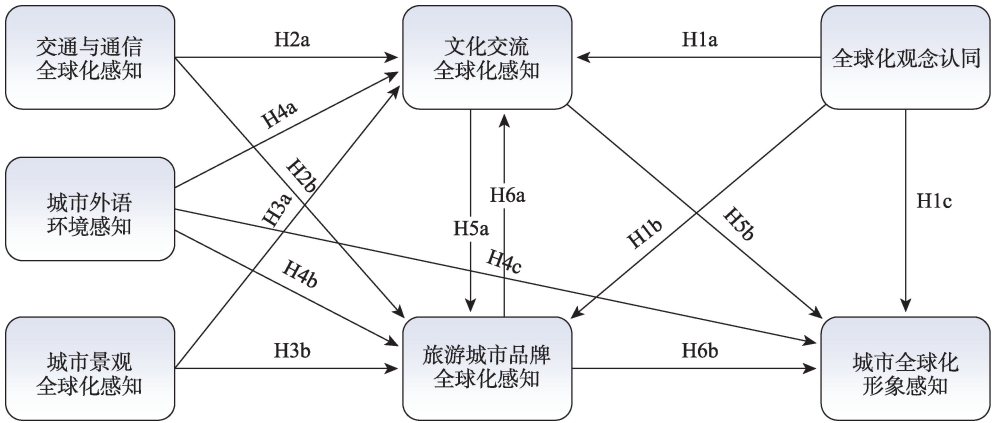 交通与通信
全球化感知
H2a
文化交流
全球化感知
H1a
全球化观念认同
H4a
H2b
H3a
城市外语
环境感知
H6a
H5a
H1b
H5b
H1c
H4c
H4b
城市景观
全球化感知
H3b
旅游城市品牌
全球化感知
H6b
城市全球化
形象感知